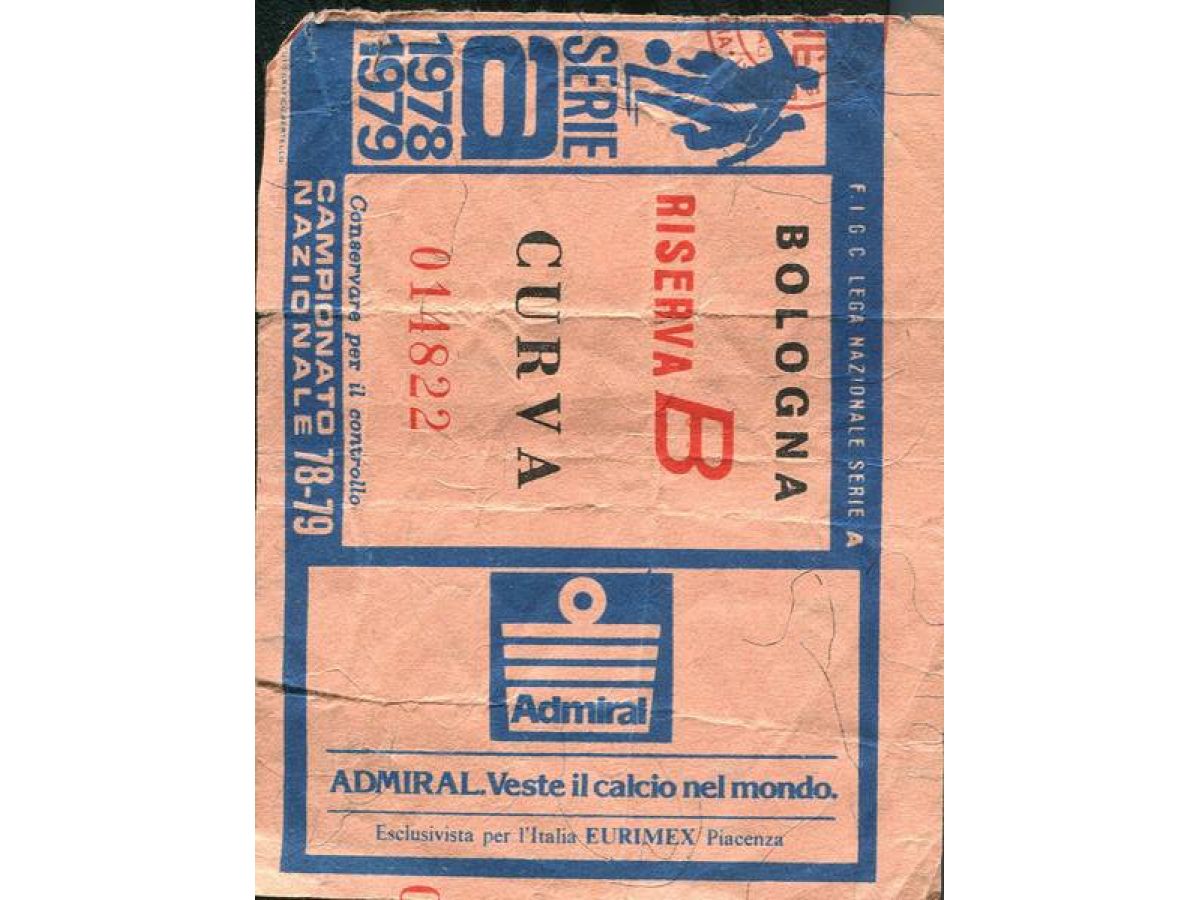 F.I G C LEGA NAZIONALE SERIE A
SERIE
a
1978
1979
BOLOGNA
RISERVA B
CURVA
014822
Conservare per il controllo
CAMPIONATO 78-79
NAZIONALE
Admiral
ADMIRAL.Veste il calcio nel mondo.
Esclusivista per l'Italia EURIMEX Piacenza